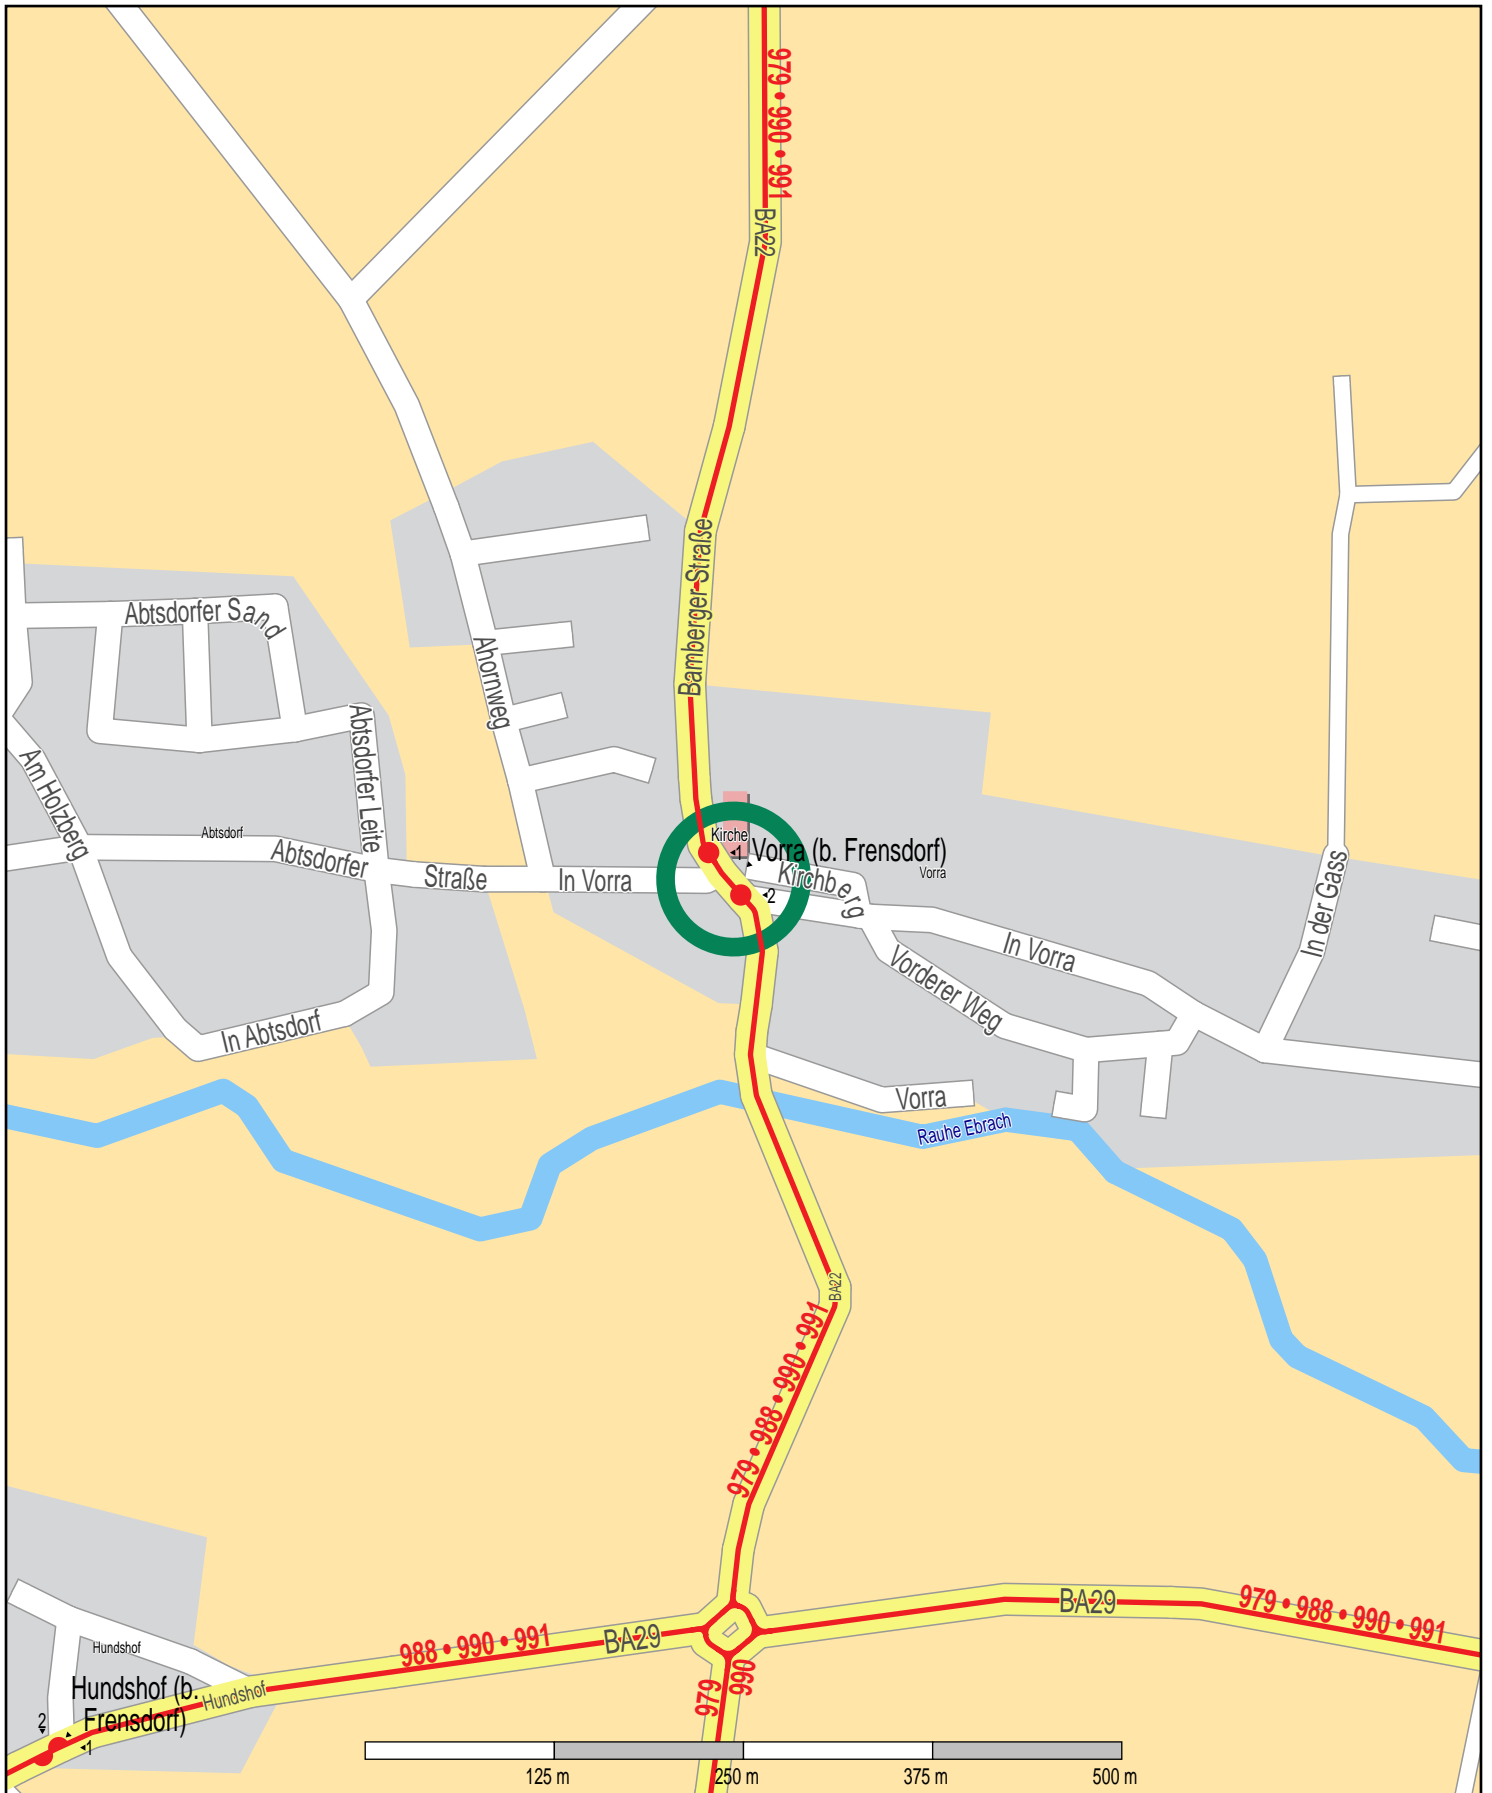 979 • 990 • 991
BA22
Bamberger Straße
Abtsdorfer Sand
Ahornweg
Abtsdorfer Leite
Am Holzberg
Abtsdorf
Abtsdorfer
Straße
In Vorra
Kirche
1
Vorra (b. Frensdorf)
Vorra
Kirchberg
2
In der Gass
In Vorra
Vorderer Weg
In Abtsdorf
Vorra
Rauhe Ebrach
BA22
979 • 988 • 990 • 991
BA29
979 • 988 • 990 • 991
988 • 990 • 991
BA29
979
990
Hundshof
Hundshof (b.
Frensdorf)
Hundshof
2
1
125 m
250 m
375 m
500 m